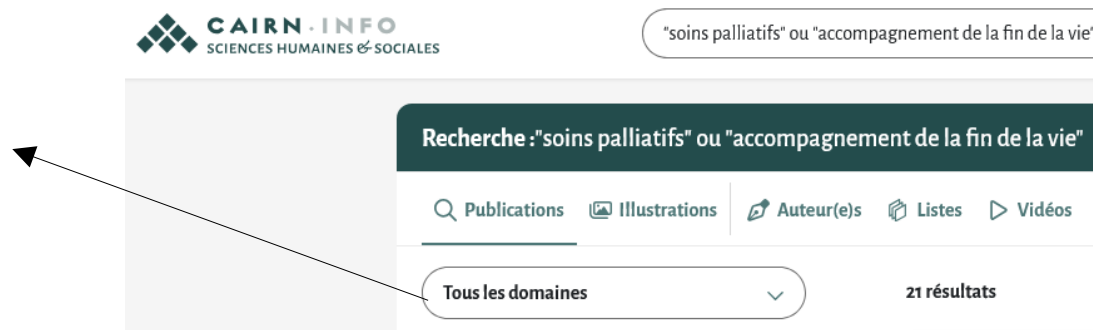 CAIRN.INFO
SCIENCES HUMAINES & SOCIALES
"soins palliatifs" ou "accompagnement de la fin de la vie"
Recherche :"soins palliatifs" ou "accompagnement de la fin de la vie"
Publications Illustrations Auteur(e)s Listes Vidéos
Tous les domaines 21 résultats